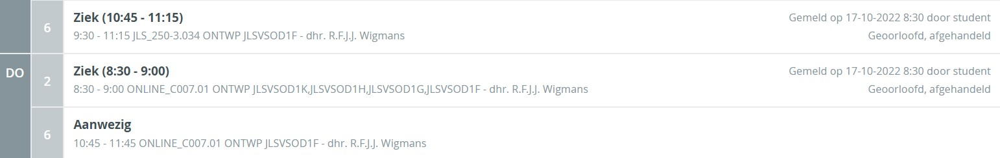 6
Ziek (10:45 - 11:15)
Gemeld op 17-10-2022 8:30 door student
9:30 - 11:15 JLS_250-3.034 ONTWP JLSVSOD1F - dhr. R.F.J.J. Wigmans
Geoorloofd, afgehandeld
DO
2
Ziek (8:30 - 9:00)
Gemeld op 17-10-2022 8:30 door student
8:30 - 9:00 ONLINE_C007.01 ONTWP JLSVSOD1K,JLSVSOD1H,JLSVSOD1G,JLSVSOD1F - dhr. R.F.J.J. Wigmans
Geoorloofd, afgehandeld
6
Aanwezig
10:45 - 11:45 ONLINE_C007.01 ONTWP JLSVSOD1F - dhr. R.F.J.J. Wigmans